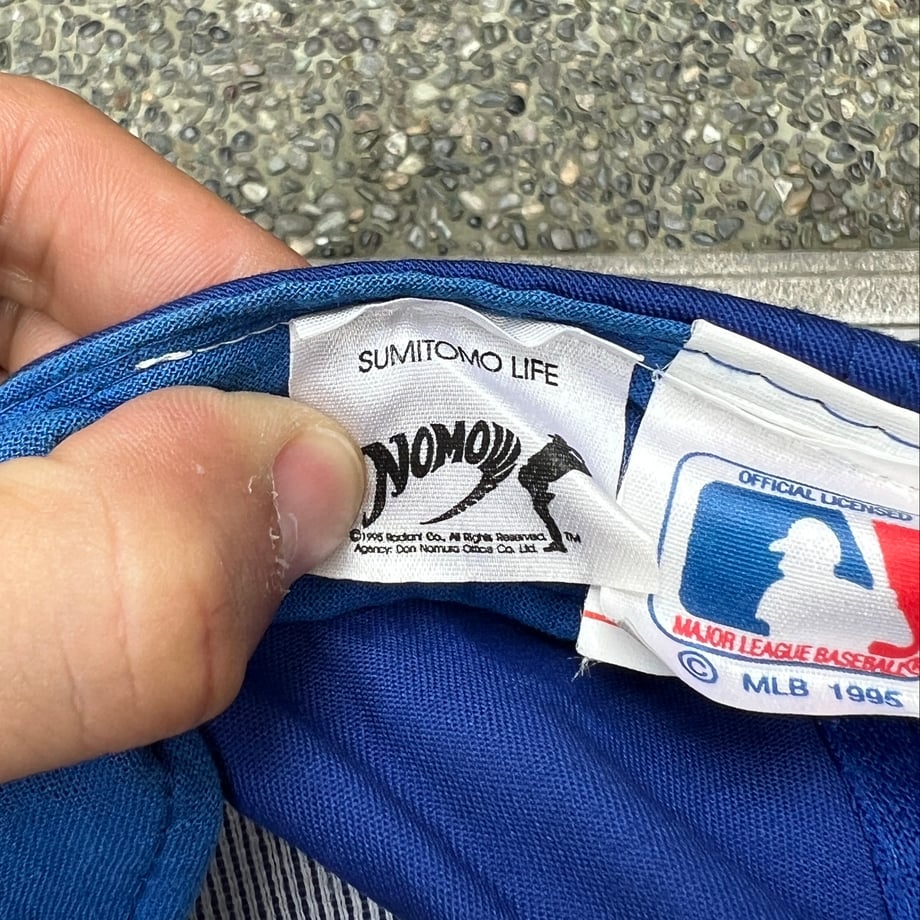 SUMITOMO LIFE
NOMO
©1995 Radiant Co., All Rights Reserved. TM
Agency: Don Nomura Office Co. Ltd.
OFFICIAL LICENSED
MAJOR LEAGUE BASEBALL
© MLB 1995